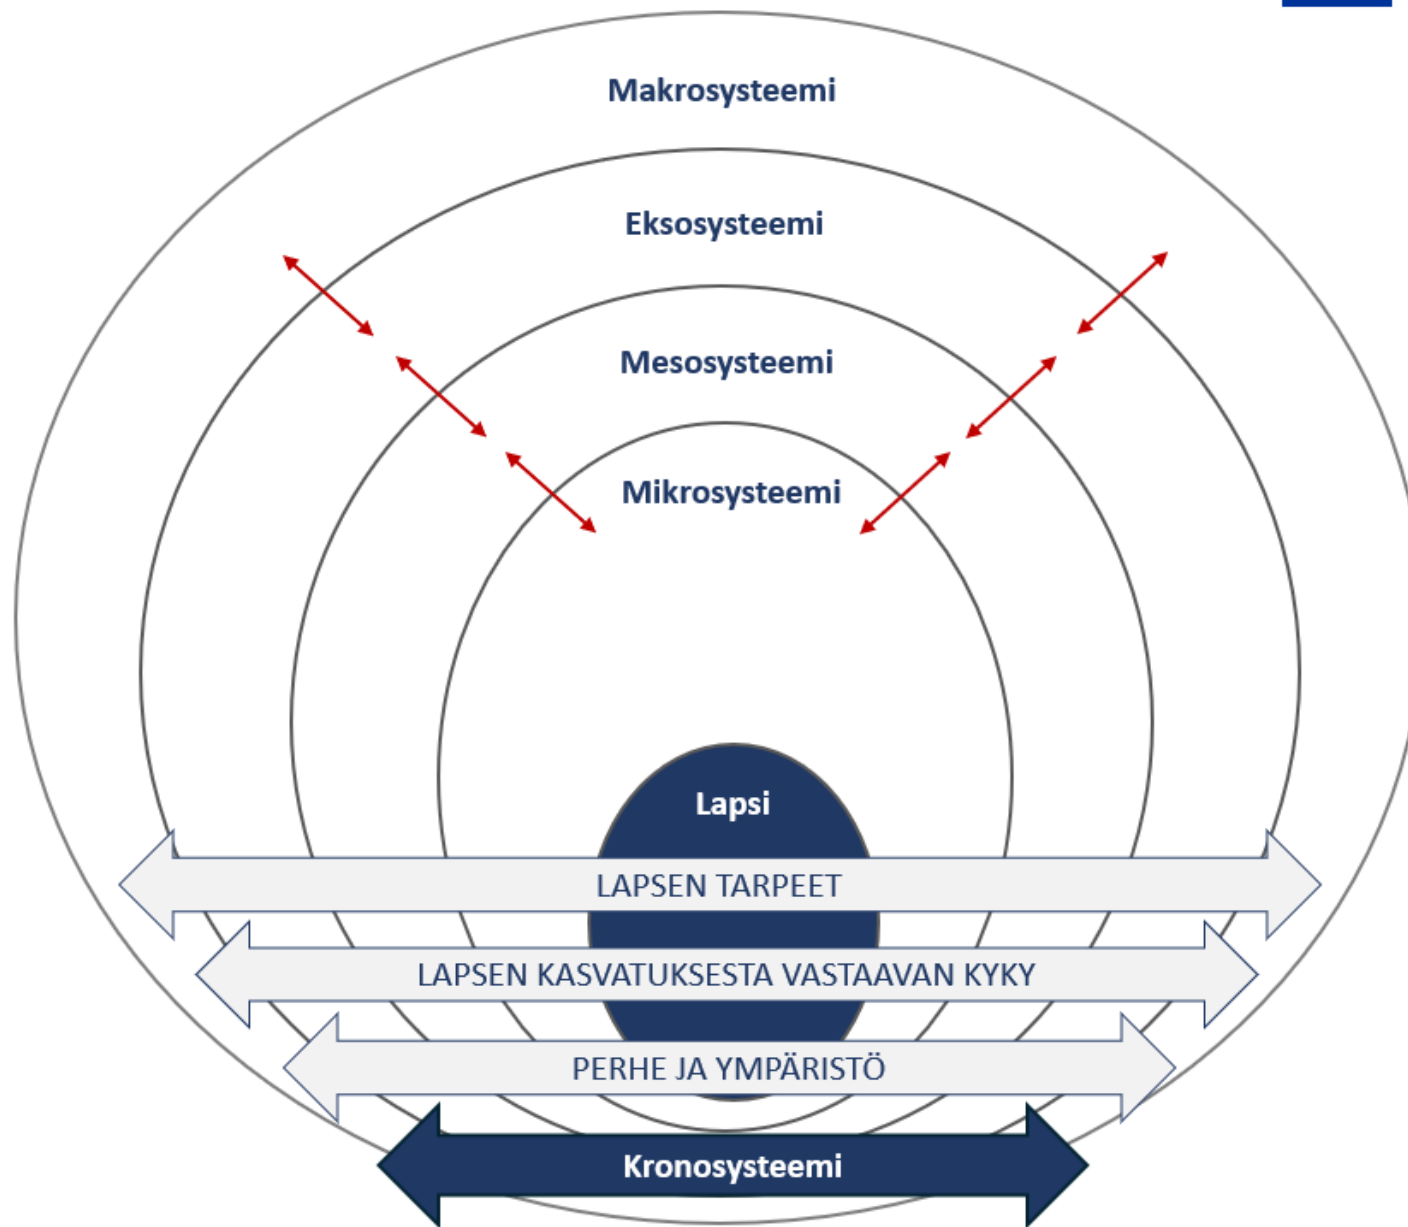 Makrosysteemi
Eksosysteemi
Mesosysteemi
Mikrosysteemi
Lapsi
LAPSEN TARPEET
LAPSEN KASVATUKSESTA VASTAAVAN KYKY
PERHE JA YMPÄRISTÖ
Kronosysteemi